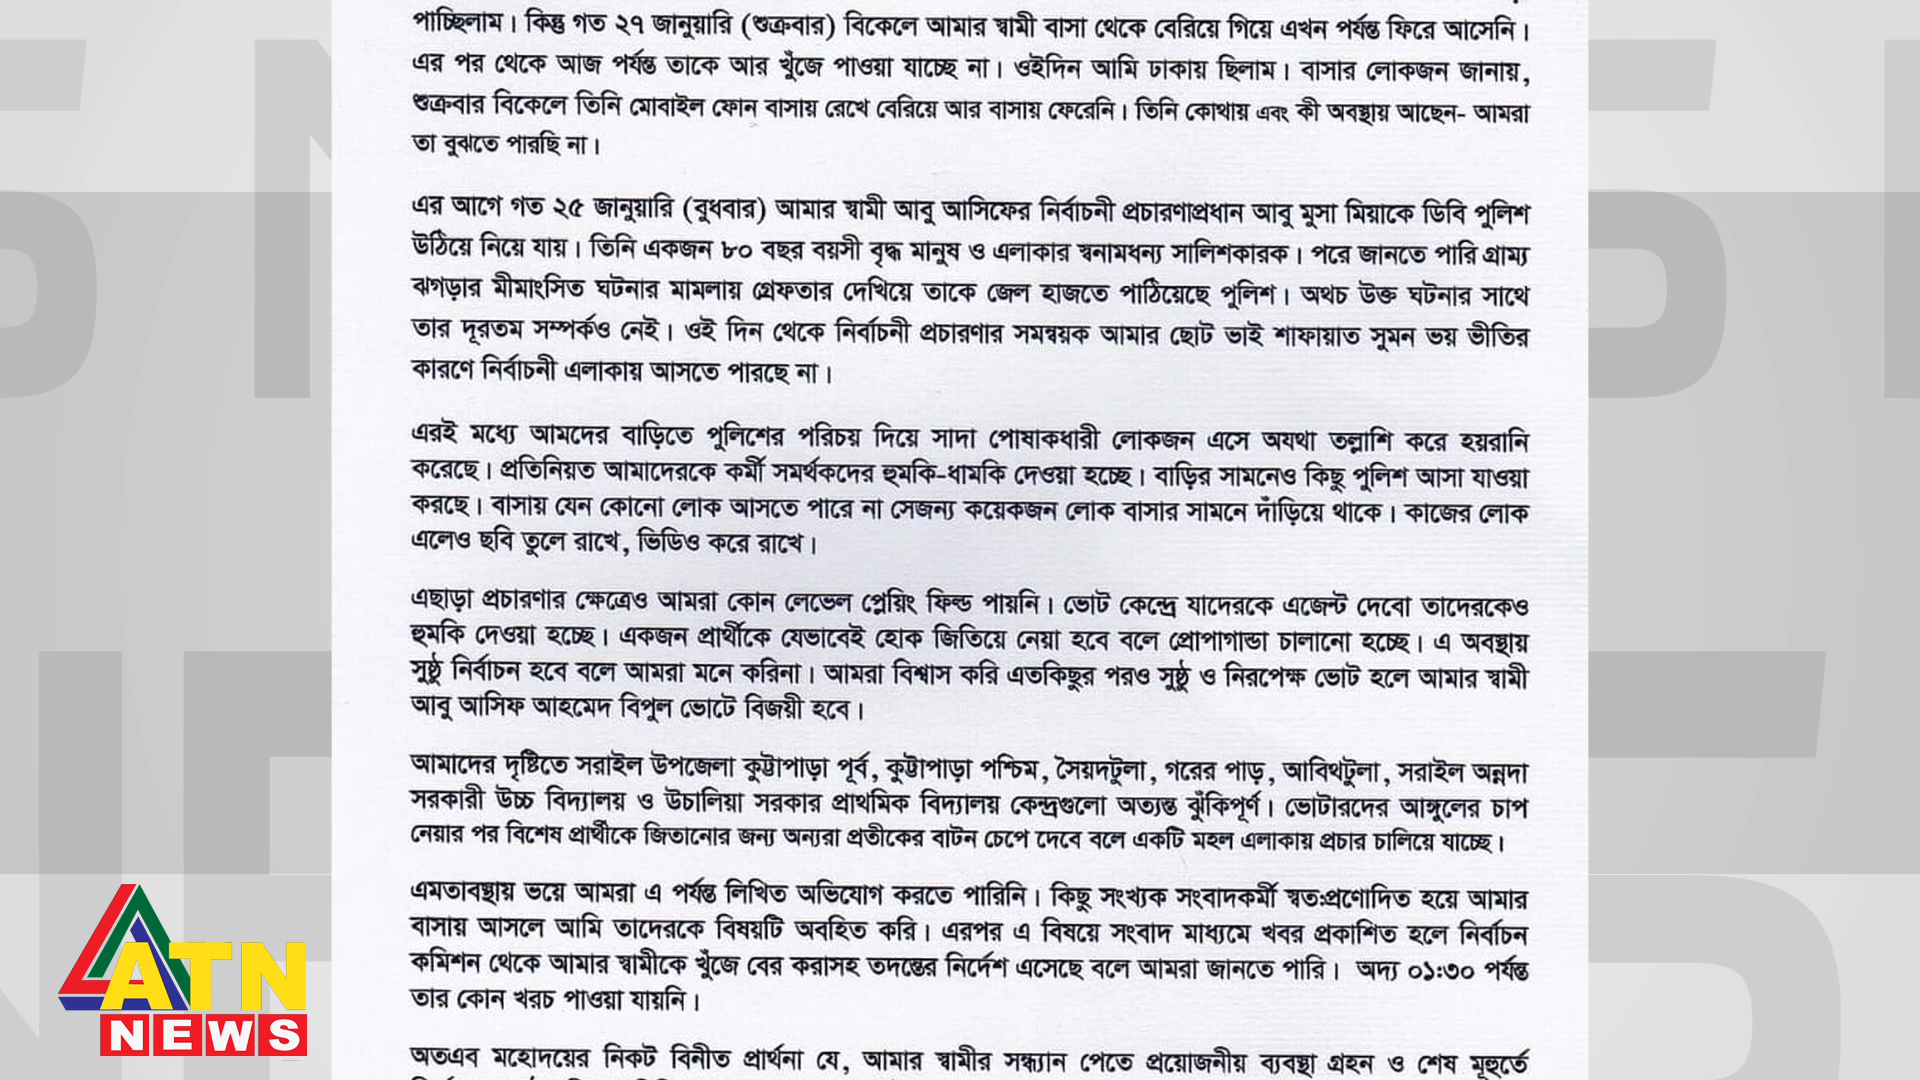 পাচ্ছিলাম। কিন্তু গত ২৭ জানুয়ারি (শুক্রবার) বিকেলে আমার স্বামী বাসা থেকে বেরিয়ে গিয়ে এখন পর্যন্ত ফিরে আসেনি।
এর পর থেকে আজ পর্যন্ত তাকে আর খুঁজে পাওয়া যাচ্ছে না। ওইদিন আমি ঢাকায় ছিলাম। বাসার লোকজন জানায়,
শুক্রবার বিকেলে তিনি মোবাইল ফোন বাসায় রেখে বেরিয়ে আর বাসায় ফেরেনি। তিনি কোথায় এবং কী অবস্থায় আছেন- আমরা
তা বুঝতে পারছি না।
এর আগে গত ২৫ জানুয়ারি (বুধবার) আমার স্বামী আবু আসিফের নির্বাচনী প্রচারণাপ্রধান আবু মুসা মিয়াকে ডিবি পুলিশ
উঠিয়ে নিয়ে যায়। তিনি একজন ৮০ বছর বয়সী বৃদ্ধ মানুষ ও এলাকার স্বনামধন্য সালিশকারক। পরে জানতে পারি গ্রাম্য
ঝগড়ার মীমাংসিত ঘটনার মামলায় গ্রেফতার দেখিয়ে তাকে জেল হাজতে পাঠিয়েছে পুলিশ। অথচ উক্ত ঘটনার সাথে
তার দূরতম সম্পর্কও নেই। ওই দিন থেকে নির্বাচনী প্রচারণার সমন্বয়ক আমার ছোট ভাই শাফায়াত সুমন ভয় ভীতির
কারণে নির্বাচনী এলাকায় আসতে পারছে না।
এরই মধ্যে আমদের বাড়িতে পুলিশের পরিচয় দিয়ে সাদা পোষাকধারী লোকজন এসে অযথা তল্লাশি করে হয়রানি
করেছে। প্রতিনিয়ত আমাদেরকে কর্মী সমর্থকদের হুমকি-ধামকি দেওয়া হচ্ছে। বাড়ির সামনেও কিছু পুলিশ আসা যাওয়া
করছে। বাসায় যেন কোনো লোক আসতে পারে না সেজন্য কয়েকজন লোক বাসার সামনে দাঁড়িয়ে থাকে। কাজের লোক
এলেও ছবি তুলে রাখে, ভিডিও করে রাখে।
এছাড়া প্রচারণার ক্ষেত্রেও আমরা কোন লেভেল প্লেয়িং ফিল্ড পায়নি। ভোট কেন্দ্রে যাদেরকে এজেন্ট দেবো তাদেরকেও
হুমকি দেওয়া হচ্ছে। একজন প্রার্থীকে যেভাবেই হোক জিতিয়ে নেয়া হবে বলে প্রোপাগান্ডা চালানো হচ্ছে। এ অবস্থায়
সুষ্ঠু নির্বাচন হবে বলে আমরা মনে করিনা। আমরা বিশ্বাস করি এতকিছুর পরও সুষ্ঠু ও নিরপেক্ষ ভোট হলে আমার স্বামী
আবু আসিফ আহমেদ বিপুল ভোটে বিজয়ী হবে।
আমাদের দৃষ্টিতে সরাইল উপজেলা কুট্টাপাড়া পূর্ব, কুট্টাপাড়া পশ্চিম, সৈয়দটুলা, গরের পাড়, আবিথটুলা, সরাইল অন্নদা
সরকারী উচ্চ বিদ্যালয় ও উচালিয়া সরকার প্রাথমিক বিদ্যালয় কেন্দ্রগুলো অত্যন্ত ঝুঁকিপূর্ণ। ভোটারদের আঙ্গুলের চাপ
নেয়ার পর বিশেষ প্রার্থীকে জিতানোর জন্য অন্যরা প্রতীকের বাটন চেপে দেবে বলে একটি মহল এলাকায় প্রচার চালিয়ে যাচ্ছে।
এমতাবস্থায় ভয়ে আমরা এ পর্যন্ত লিখিত অভিযোগ করতে পারিনি। কিছু সংখ্যক সংবাদকর্মী স্বতঃপ্রণোদিত হয়ে আমার
বাসায় আসলে আমি তাদেরকে বিষয়টি অবহিত করি। এরপর এ বিষয়ে সংবাদ মাধ্যমে খবর প্রকাশিত হলে নির্বাচন
কমিশন থেকে আমার স্বামীকে খুঁজে বের করাসহ তদন্তের নির্দেশ এসেছে বলে আমরা জানতে পারি। অদ্য ০১:৩০ পর্যন্ত
তার কোন খরচ পাওয়া যায়নি।
অতএব মহোদয়ের নিকট বিনীত প্রার্থনা যে, আমার স্বামীর সন্ধ্যান পেতে প্রয়োজনীয় ব্যবস্থা গ্রহন ও শেষ মূহুর্তে
ATN
NEWS